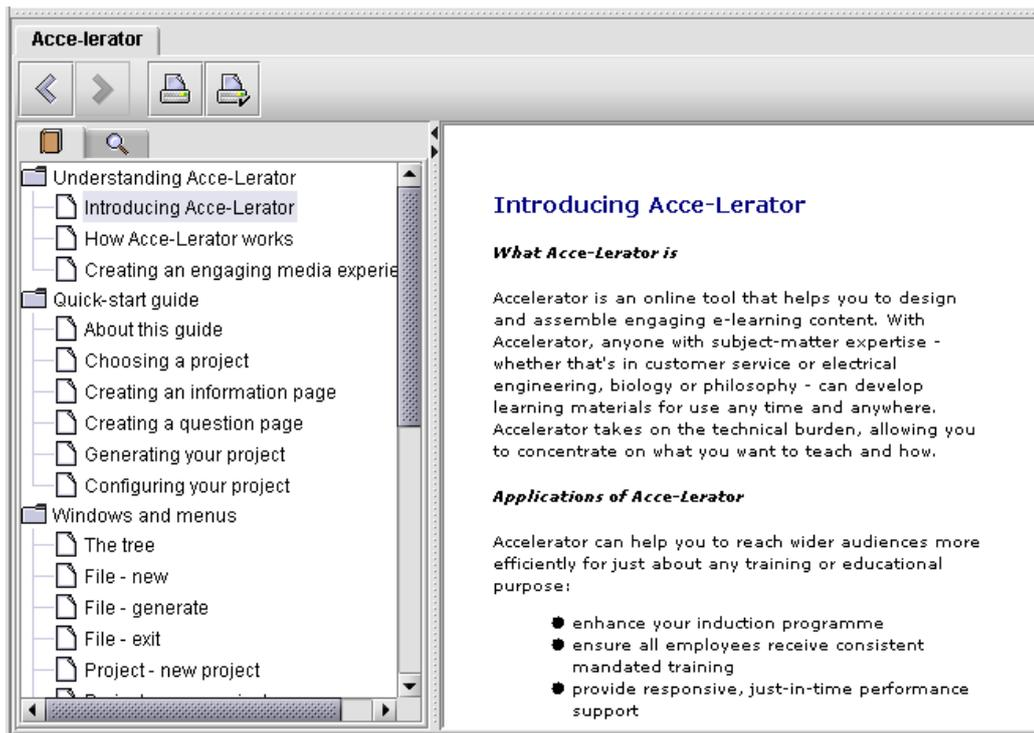 Acce-lerator
Understanding Acce-Lerator
Introducing Acce-Lerator
How Acce-Lerator works
Creating an engaging media experie
Quick-start guide
About this guide
Choosing a project
Creating an information page
Creating a question page
Generating your project
Configuring your project
Windows and menus
The tree
File - new
File - generate
File - exit
Project - new project
Introducing Acce-Lerator
What Acce-Lerator is
Accelerator is an online tool that helps you to design
and assemble engaging e-learning content. With
Accelerator, anyone with subject-matter expertise -
whether that's in customer service or electrical
engineering, biology or philosophy - can develop
learning materials for use any time and anywhere.
Accelerator takes on the technical burden, allowing you
to concentrate on what you want to teach and how.
Applications of Acce-Lerator
Accelerator can help you to reach wider audiences more
efficiently for just about any training or educational
purpose:
enhance your induction programme
ensure all employees receive consistent
mandated training
provide responsive, just-in-time performance
support